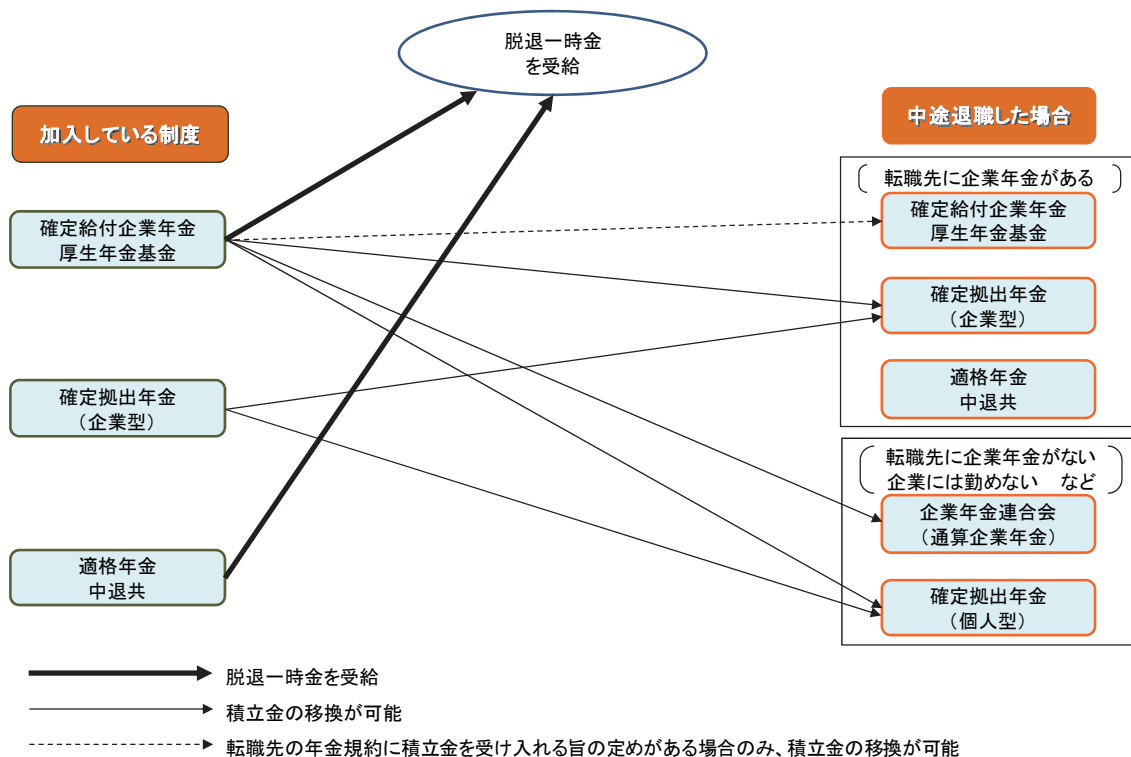 脱退一時金
を受給
加入している制度
中途退職した場合
転職先に企業年金がある
確定給付企業年金
厚生年金基金
確定給付企業年金
厚生年金基金
確定拠出年金
（企業型）
適格年金
中退共
確定拠出年金
（企業型）
転職先に企業年金がない
企業には勤めない　など
企業年金連合会
（通算企業年金）
適格年金
中退共
確定拠出年金
（個人型）
脱退一時金を受給
積立金の移換が可能
転職先の年金規約に積立金を受け入れる旨の定めがある場合のみ、積立金の移換が可能